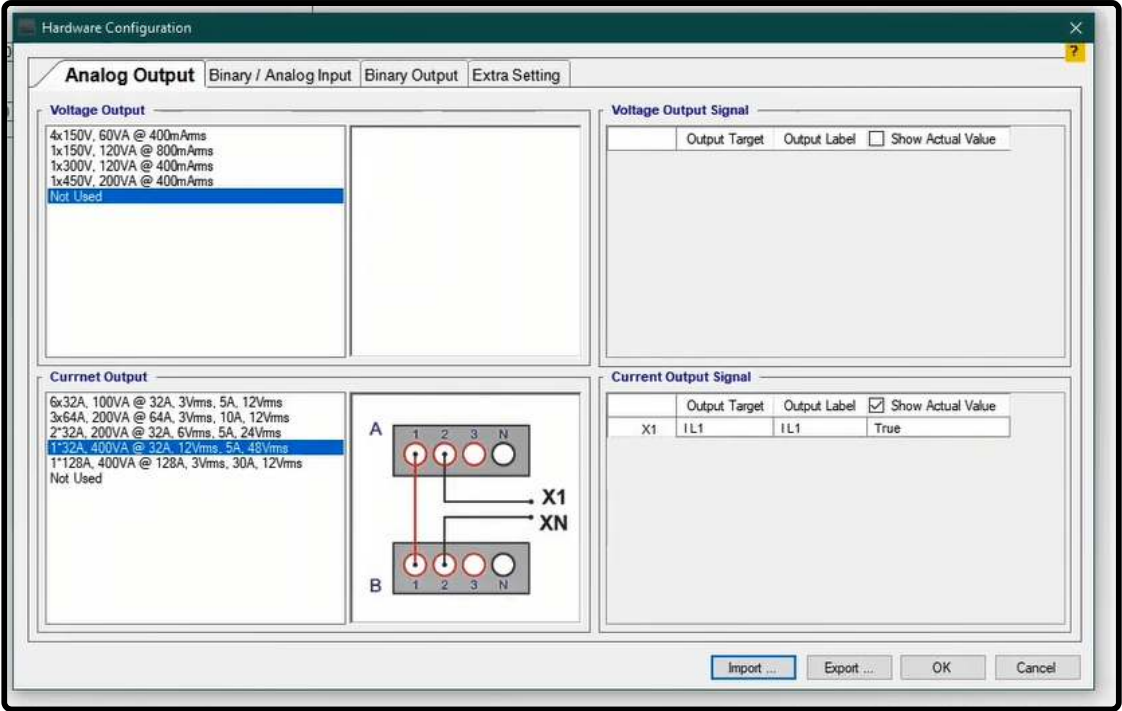 Hardware Configuration
?
Analog Output Binary / Analog Input Binary Output Extra Setting
Voltage Output
4x150V, 60VA @ 400mArms
1x150V, 120VA @ 800mArms
1x300V, 120VA @ 400mArms
1x450V, 200VA @ 400mArms
Not Used
Voltage Output Signal
Output Target Output Label Show Actual Value
Currnet Output
6x32A, 100VA @ 32A, 3Vrms, 5A, 12Vrms
3x64A, 200VA @ 64A, 3Vrms, 10A, 12Vrms
2*32A, 200VA @ 32A, 6Vrms, 5A, 24Vrms
1*32A, 400VA @ 32A, 12Vrms, 5A, 48Vrms
1*128A, 400VA @ 128A, 3Vrms, 30A, 12Vrms
Not Used
A
1 2 3 N
X1
XN
B
1 2 3 N
Current Output Signal
Output Target Output Label Show Actual Value
X1 IL1 IL1 True
Import ... Export ... OK Cancel